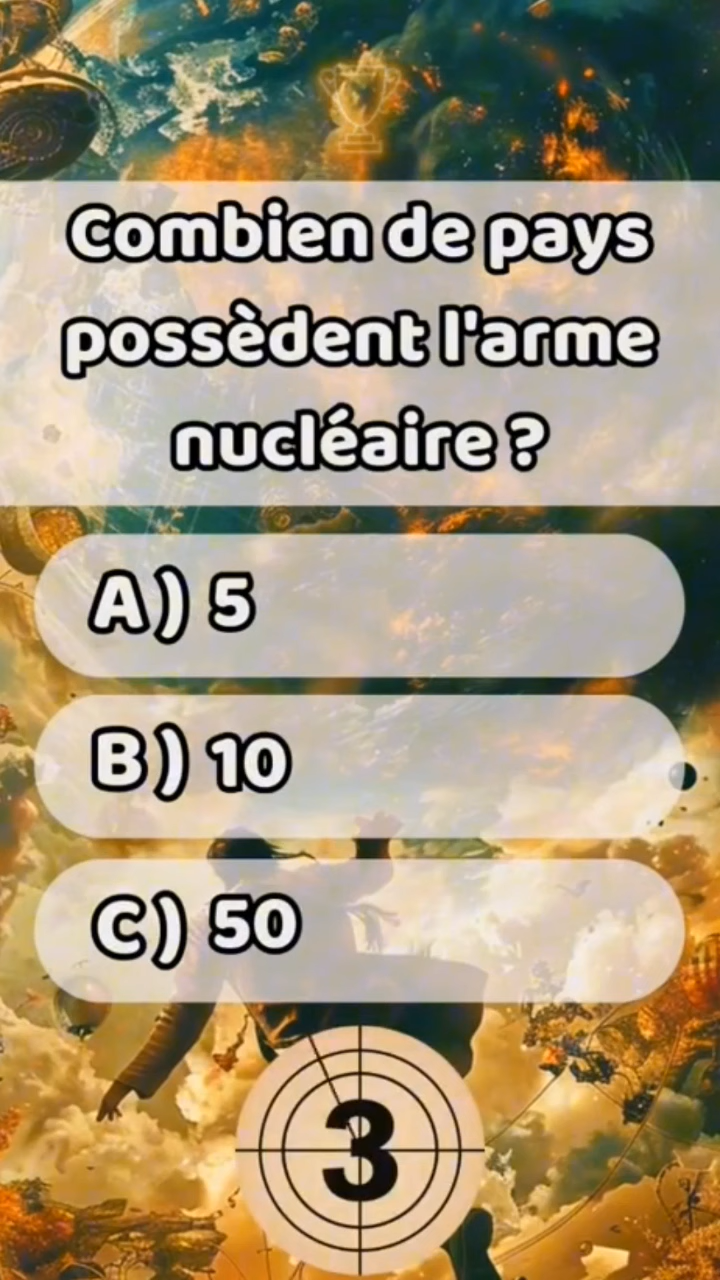 Combien de pays
possèdent l'arme
nucléaire ?
A) 5
B) 10
C) 50
3